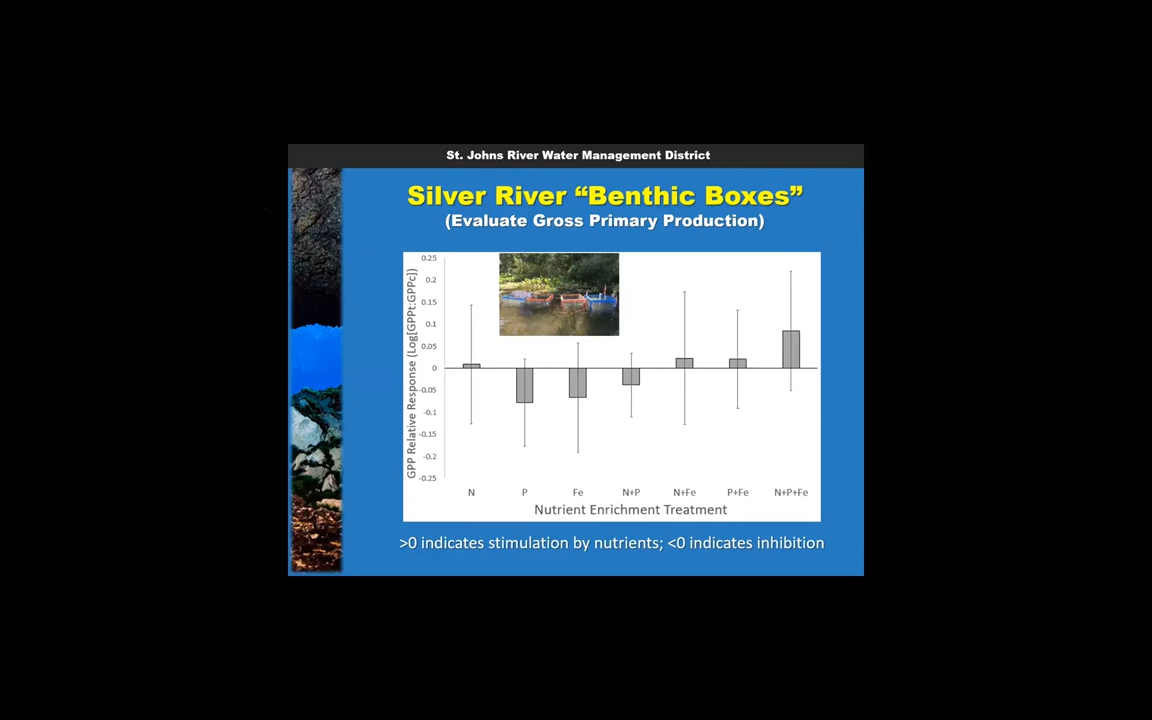 St. Johns River Water Management District
Silver River “Benthic Boxes”
(Evaluate Gross Primary Production)
GPP Relative Response (Log[GPPt:GPPc])
0.25
0.2
0.15
0.1
0.05
0
-0.05
-0.1
-0.15
-0.2
-0.25
N P Fe N+P N+Fe P+Fe N+P+Fe
Nutrient Enrichment Treatment
>0 indicates stimulation by nutrients; <0 indicates inhibition